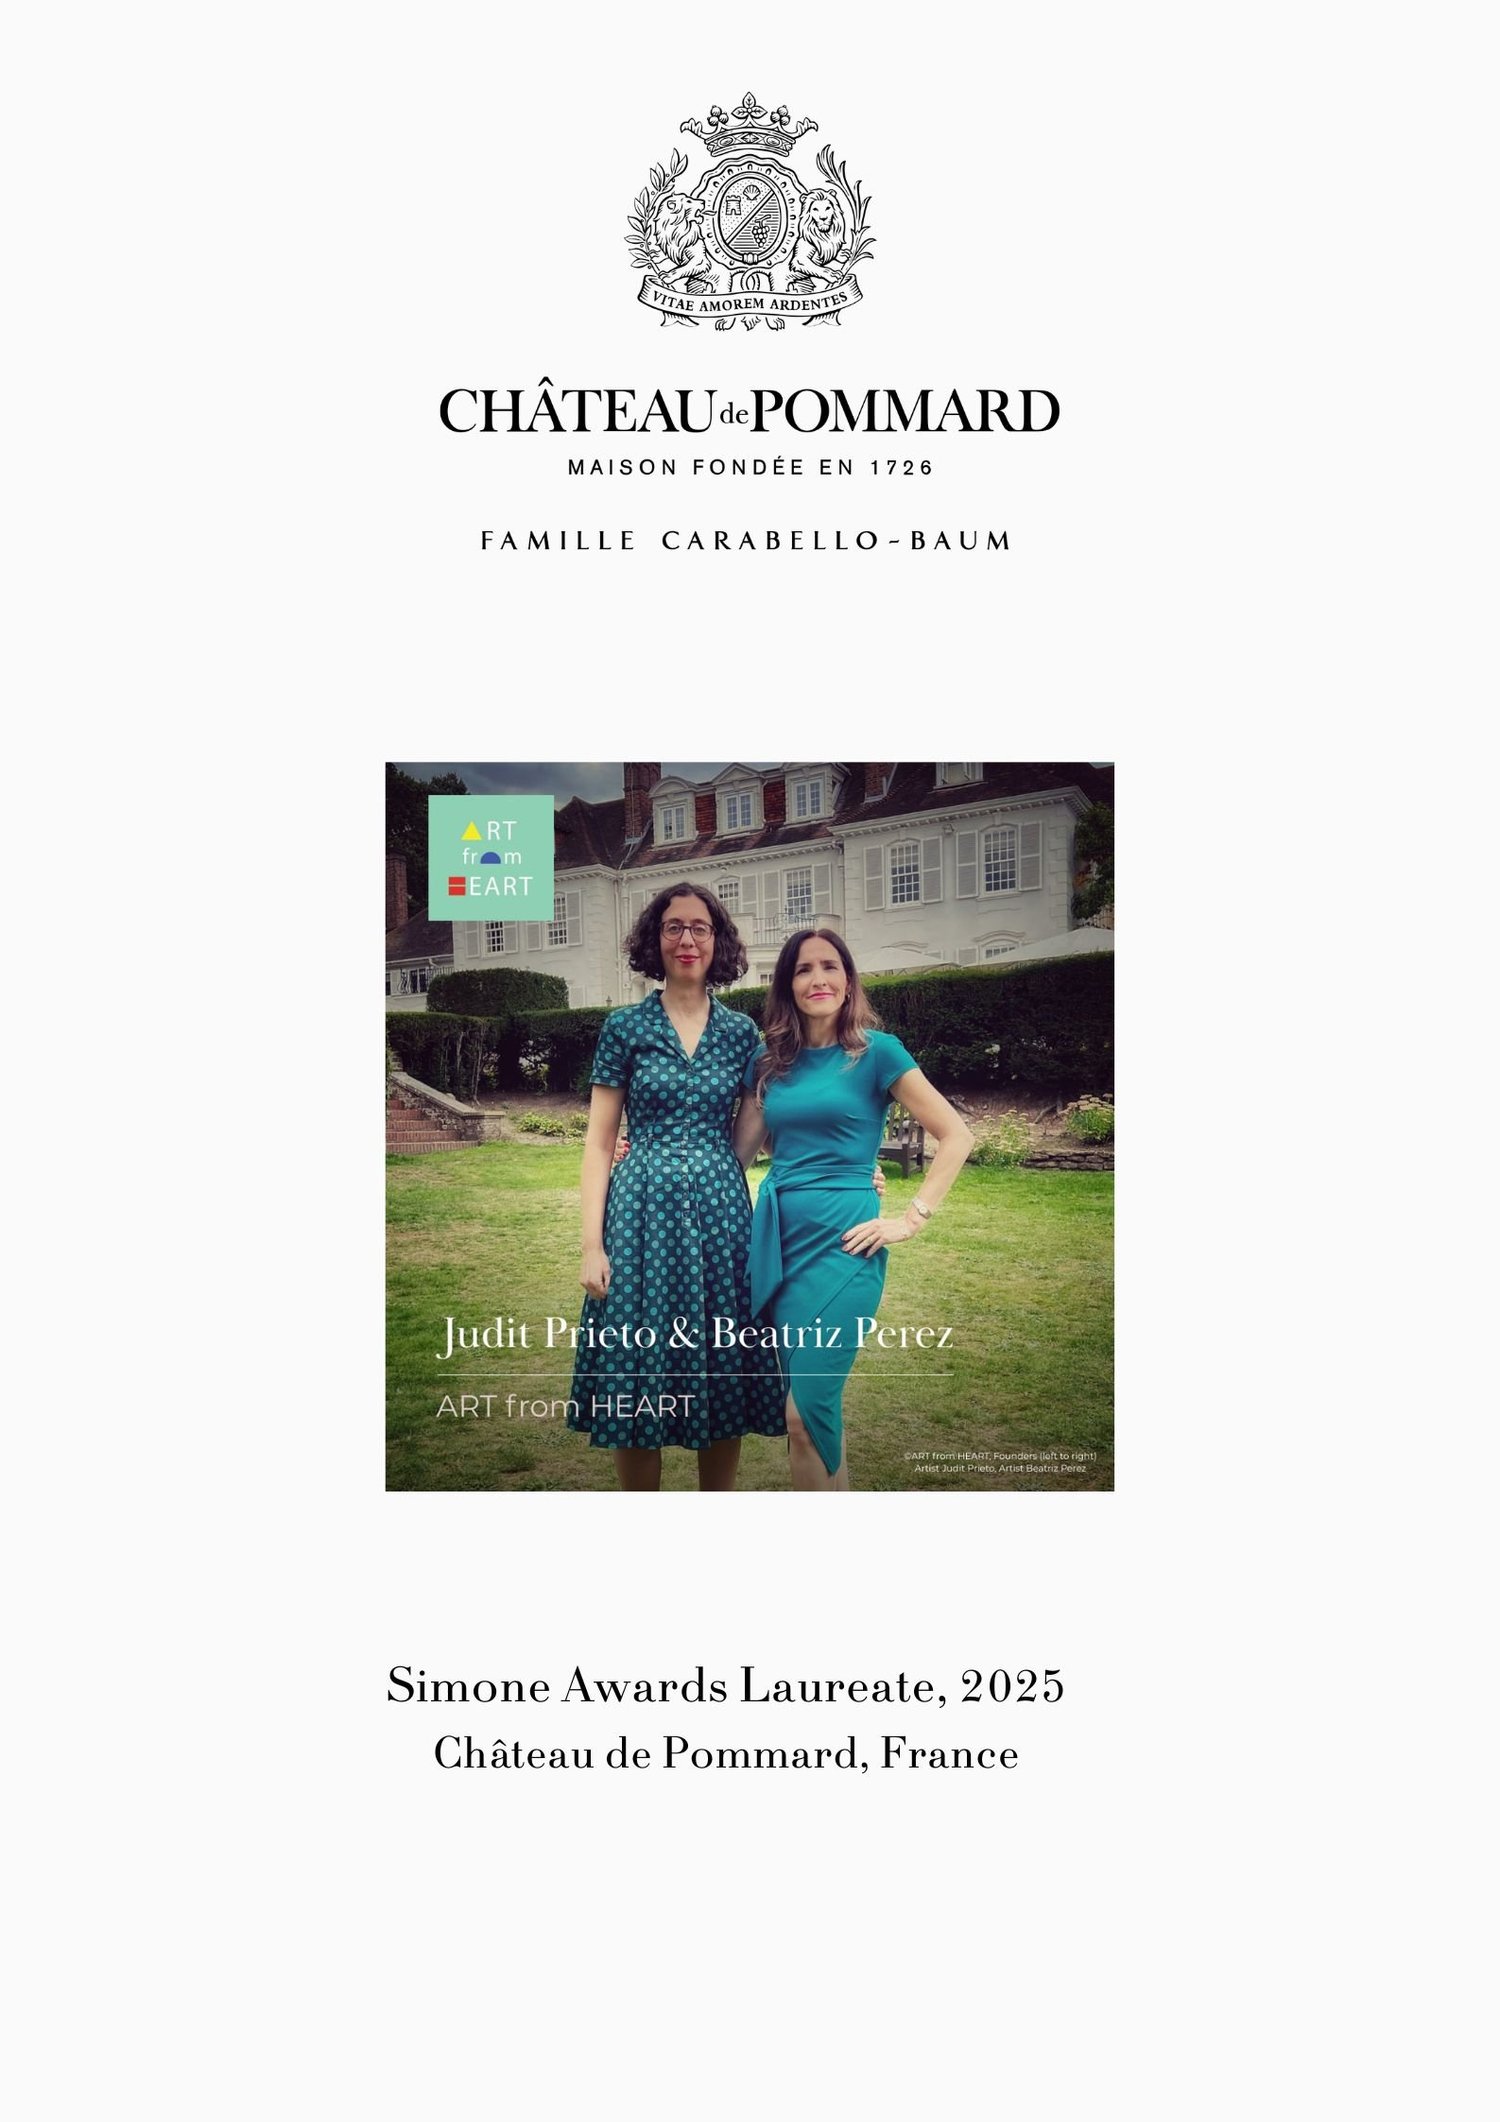 VITAE AMOREM ARDENTES
CHÂTEAU de POMMARD
MAISON FONDÉE EN 1726
FAMILLE CARABELLO-BAUM
ART
from
HEART
Judit Prieto & Beatriz Perez
ART from HEART
©ART from HEART, Founders (left to right)
Artist Judit Prieto, Artist Beatriz Perez
Simone Awards Laureate, 2025
Château de Pommard, France